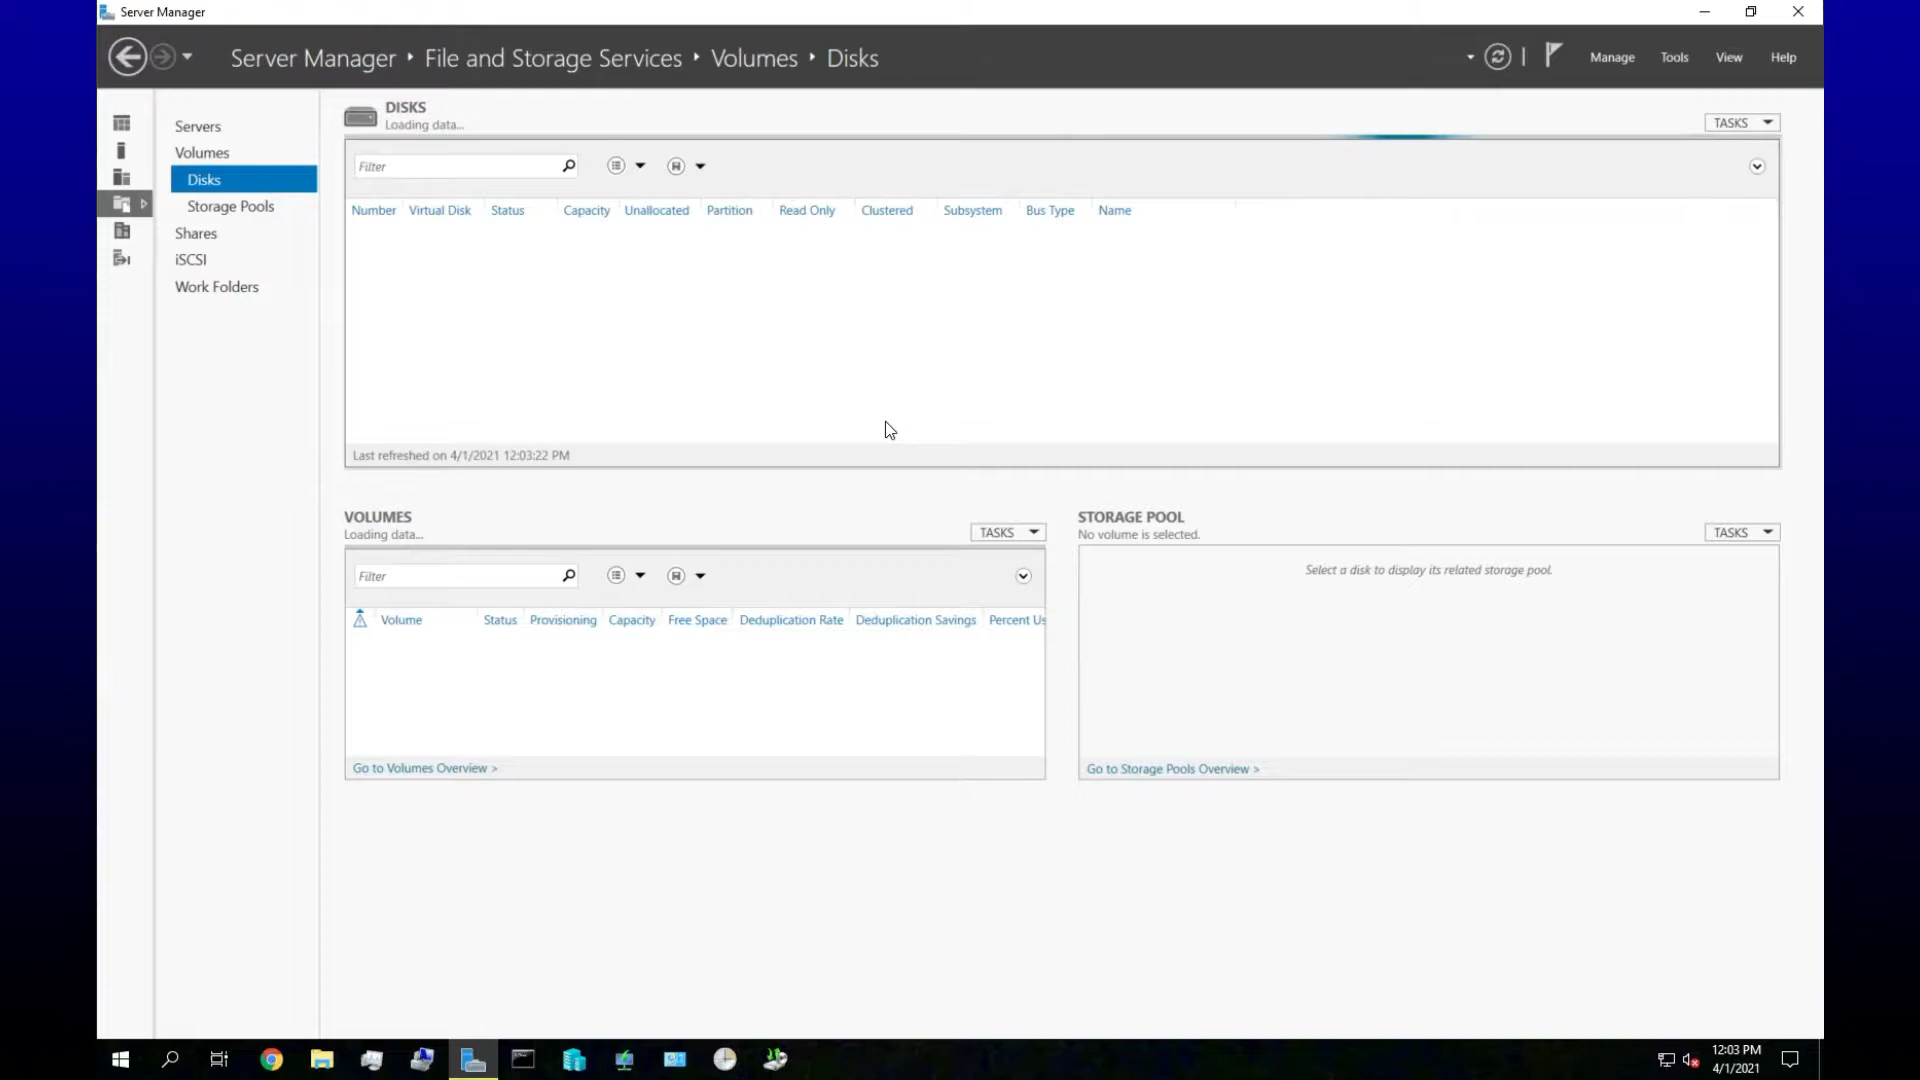 Server Manager
Server Manager ‣ File and Storage Services ‣ Volumes ‣ Disks
Manage Tools View Help
Servers
Volumes
Disks
Storage Pools
Shares
iSCSI
Work Folders
DISKS
Loading data...
TASKS
Filter
Number Virtual Disk Status Capacity Unallocated Partition Read Only Clustered Subsystem Bus Type Name
Last refreshed on 4/1/2021 12:03:22 PM
VOLUMES
Loading data...
TASKS
Filter
Volume Status Provisioning Capacity Free Space Deduplication Rate Deduplication Savings Percent Us
Go to Volumes Overview >
STORAGE POOL
No volume is selected.
TASKS
Select a disk to display its related storage pool.
Go to Storage Pools Overview >
12:03 PM
4/1/2021